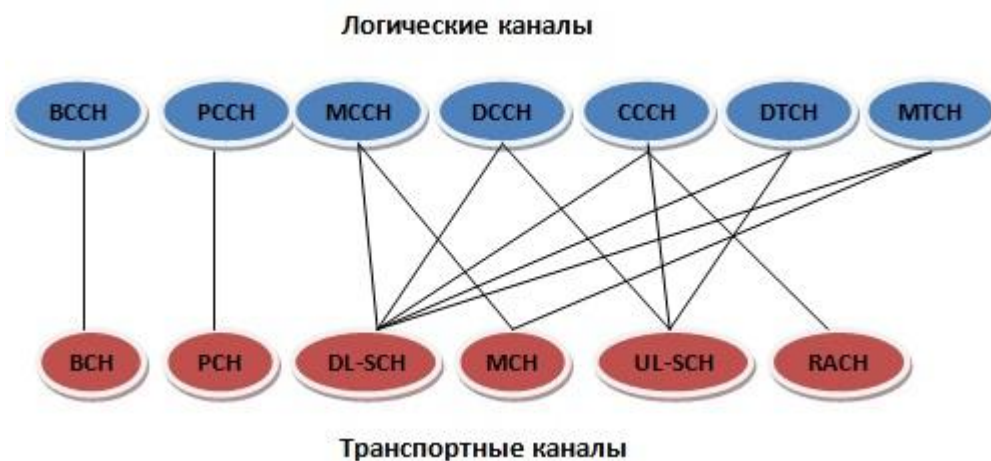 Логические каналы
BCCH PCCH MCCH DCCH CCCH DTCH MTCH
BCH PCH DL-SCH MCH UL-SCH RACH
Транспортные каналы